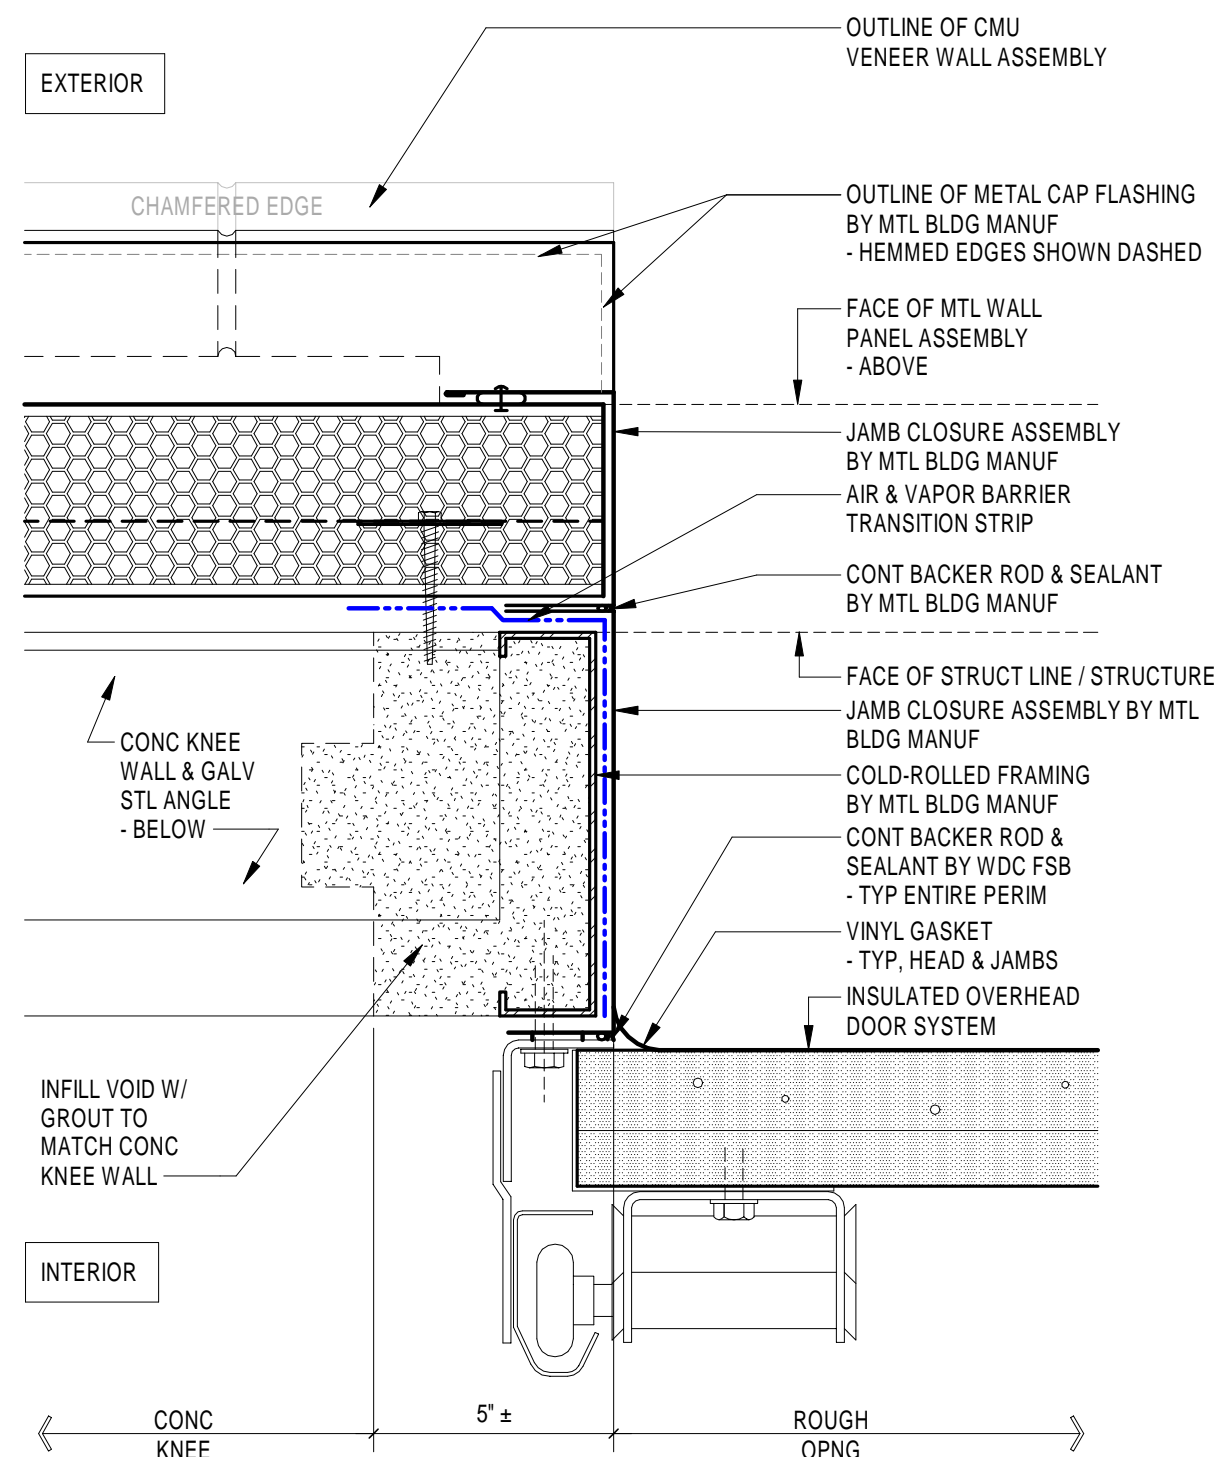 EXTERIOR
OUTLINE OF CMU
VENEER WALL ASSEMBLY
CHAMFERED EDGE
OUTLINE OF METAL CAP FLASHING
BY MTL BLDG MANUF
- HEMMED EDGES SHOWN DASHED
FACE OF MTL WALL
PANEL ASSEMBLY
- ABOVE
JAMB CLOSURE ASSEMBLY
BY MTL BLDG MANUF
AIR & VAPOR BARRIER
TRANSITION STRIP
CONT BACKER ROD & SEALANT
BY MTL BLDG MANUF
FACE OF STRUCT LINE / STRUCTURE
JAMB CLOSURE ASSEMBLY BY MTL
BLDG MANUF
COLD-ROLLED FRAMING
BY MTL BLDG MANUF
CONT BACKER ROD &
SEALANT BY WDC FSB
- TYP ENTIRE PERIM
VINYL GASKET
- TYP, HEAD & JAMBS
INSULATED OVERHEAD
DOOR SYSTEM
CONC KNEE
WALL & GALV
STL ANGLE
- BELOW
INFILL VOID W/
GROUT TO
MATCH CONC
KNEE WALL
INTERIOR
CONC
KNEE
5" ±
ROUGH
OPNG